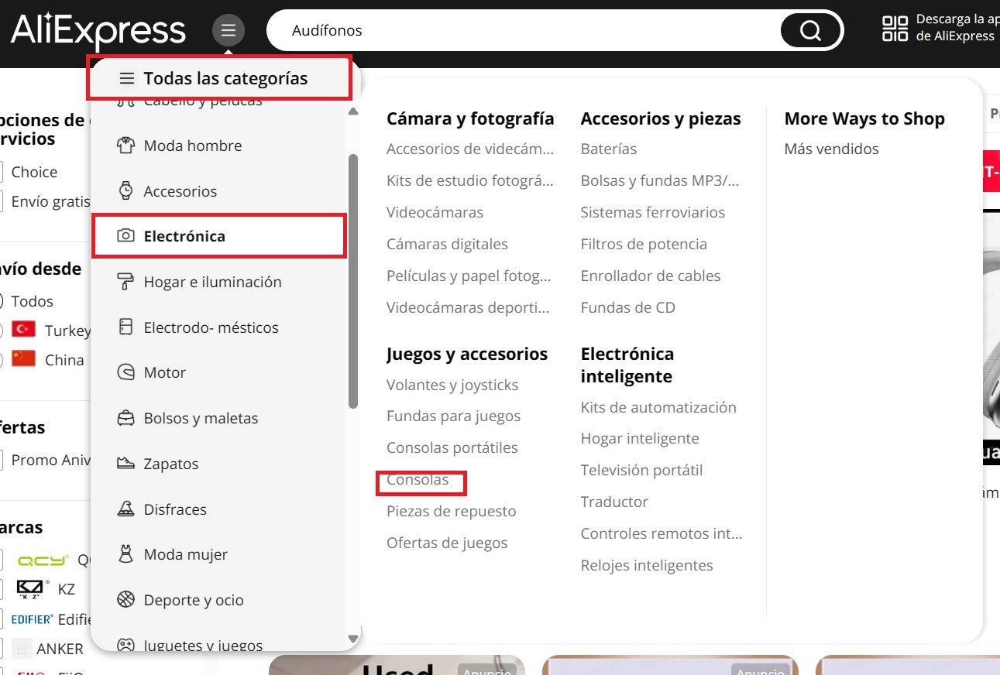 AliExpress
Audífonos
Descarga la ap
de AliExpress
Todas las categorías
Cabello y pelucas
Moda hombre
Accesorios
Electrónica
Hogar e iluminación
Electrodo- mésticos
Motor
Bolsos y maletas
Zapatos
Disfraces
Moda mujer
Deporte y ocio
Juguetes y juegos
Cámara y fotografía
Accesorios de videcám...
Kits de estudio fotográ...
Videocámaras
Cámaras digitales
Películas y papel fotog...
Videocámaras deporti...
Juegos y accesorios
Volantes y joysticks
Fundas para juegos
Consolas portátiles
Consolas
Piezas de repuesto
Ofertas de juegos
Accesorios y piezas
Baterías
Bolsas y fundas MP3/...
Sistemas ferroviarios
Filtros de potencia
Enrollador de cables
Fundas de CD
Electrónica
inteligente
Kits de automatización
Hogar inteligente
Televisión portátil
Traductor
Controles remotos int...
Relojes inteligentes
More Ways to Shop
Más vendidos
pciones de
rvicios
Choice
Envío gratis
nvío desde
Todos
Turkey
China
fertas
Promo Aniv
arcas
QCY
KZ "K Z" KZ
EDIFIER Edifie
ANKER
FiiO
Used
Anuncio
Anuncio